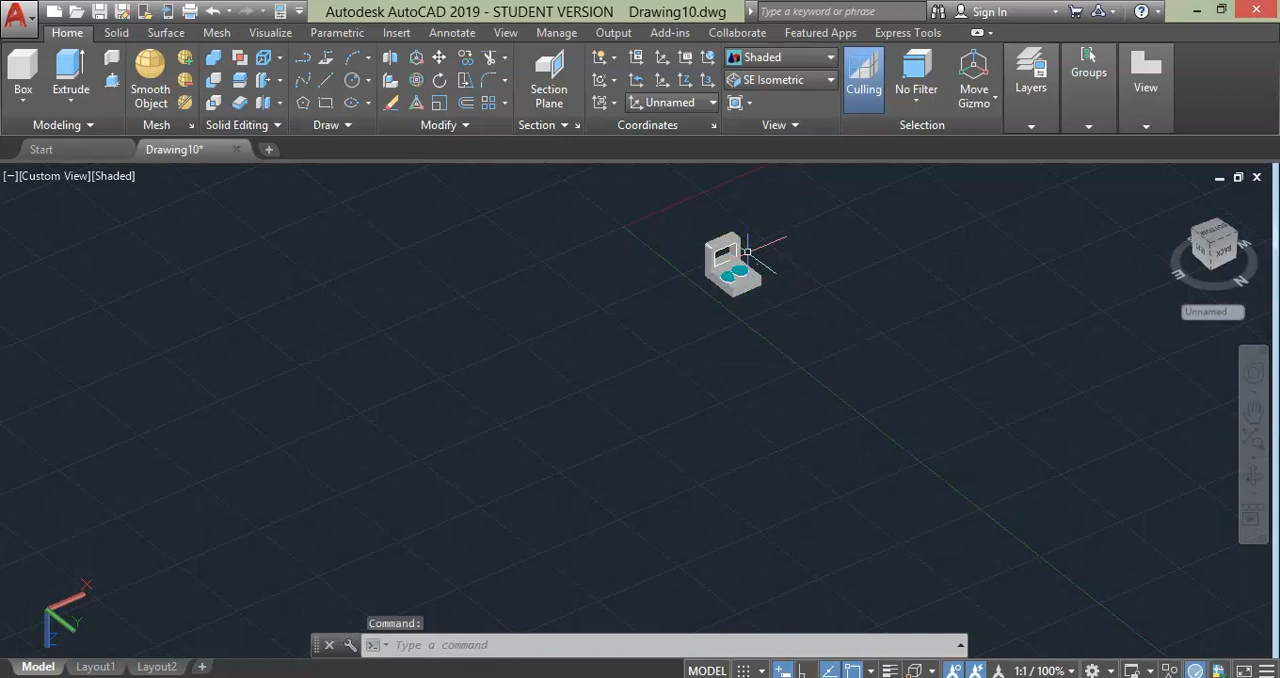 Autodesk AutoCAD 2019 - STUDENT VERSION Drawing10.dwg
Type a keyword or phrase
Sign In
Home Solid Surface Mesh Visualize Parametric Insert Annotate View Manage Output Add-ins Collaborate Featured Apps Express Tools
Box Extrude Smooth Object Section Plane Shaded SE Isometric Unnamed Culling No Filter Move Gizmo Layers Groups View
Modeling Mesh Solid Editing Draw Modify Section Coordinates View Selection
Start Drawing10*
[−][Custom View][Shaded]
BOTTOM
BACK
W
E
N
Unnamed
X
Y
Z
Command:
Type a command
Model Layout1 Layout2
MODEL 1:1 / 100%